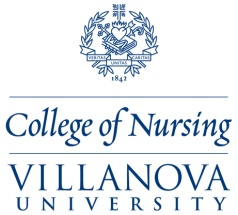 VERITAS UNITAS CARITAS
1842
College of Nursing
VILLANOVA
UNIVERSITY